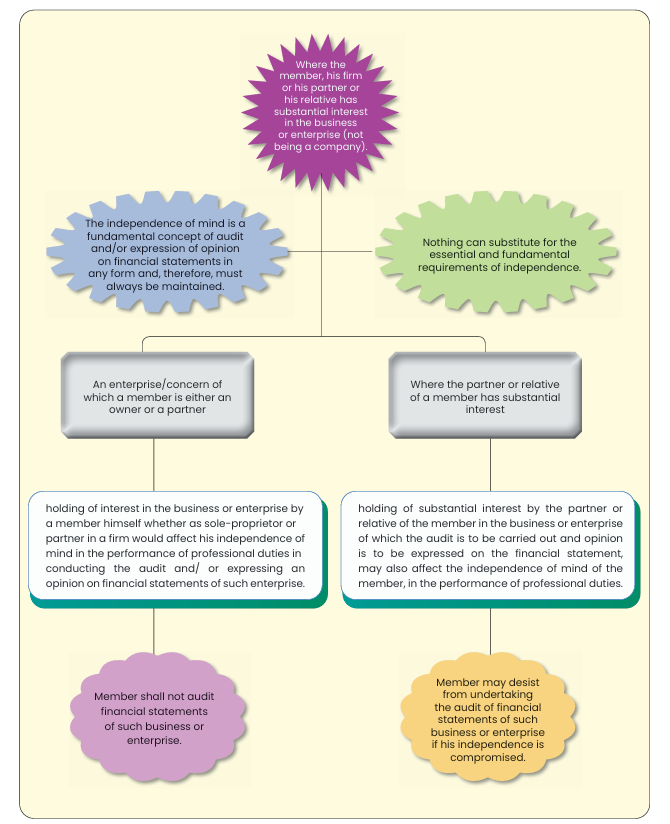 Where the
member, his firm
or his partner or
his relative has
substantial interest
in the business
or enterprise (not
being a company).
The independence of mind is a
fundamental concept of audit
and/or expression of opinion
on financial statements in
any form and, therefore, must
always be maintained.
Nothing can substitute for the
essential and fundamental
requirements of independence.
An enterprise/concern of
which a member is either an
owner or a partner
Where the partner or relative
of a member has substantial
interest
holding of interest in the business or enterprise by
a member himself whether as sole-proprietor or
partner in a firm would affect his independence of
mind in the performance of professional duties in
conducting the audit and/ or expressing an
opinion on financial statements of such enterprise.
holding of substantial interest by the partner or
relative of the member in the business or enterprise
of which the audit is to be carried out and opinion
is to be expressed on the financial statement,
may also affect the independence of mind of the
member, in the performance of professional duties.
Member shall not audit
financial statements
of such business or
enterprise.
Member may desist
from undertaking
the audit of financial
statements of such
business or enterprise
if his independence is
compromised.